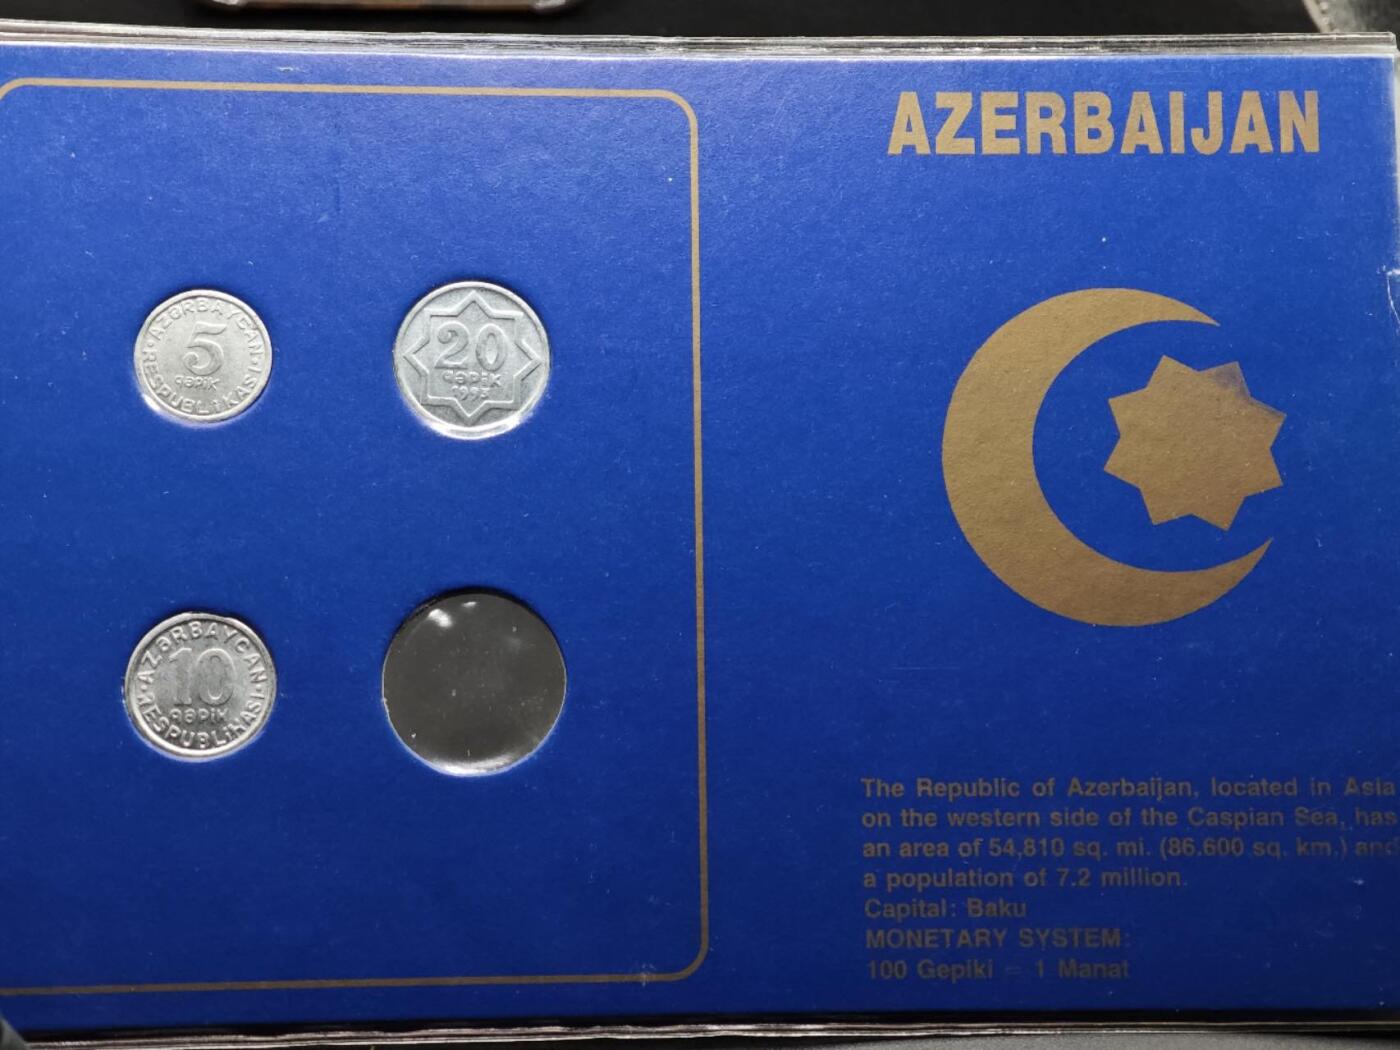 AZERBAIJAN
AZƏRBAYCAN
5
qəpik
RESPUBLİKASI
20
qəpik
1993
AZƏRBAYCAN
10
qəpik
RESPUBLİKASI
The Republic of Azerbaijan, located in Asia
on the western side of the Caspian Sea, has
an area of 54,810 sq. mi. (86.600 sq. km.) and
a population of 7.2 million.
Capital: Baku
MONETARY SYSTEM:
100 Gepiki = 1 Manat